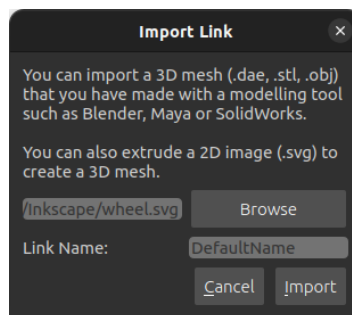 Import Link
You can import a 3D mesh (.dae, .stl, .obj)
that you have made with a modelling tool
such as Blender, Maya or SolidWorks.
You can also extrude a 2D image (.svg) to
create a 3D mesh.
/Inkscape/wheel.svg Browse
Link Name: DefaultName
Cancel Import